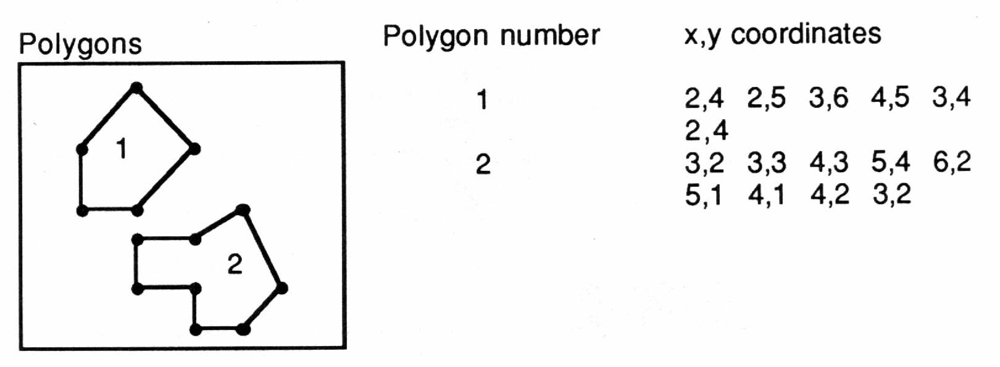 Polygons
Polygon number
x,y coordinates
1
2
1
2,4 2,5 3,6 4,5 3,4
2,4
2
3,2 3,3 4,3 5,4 6,2
5,1 4,1 4,2 3,2